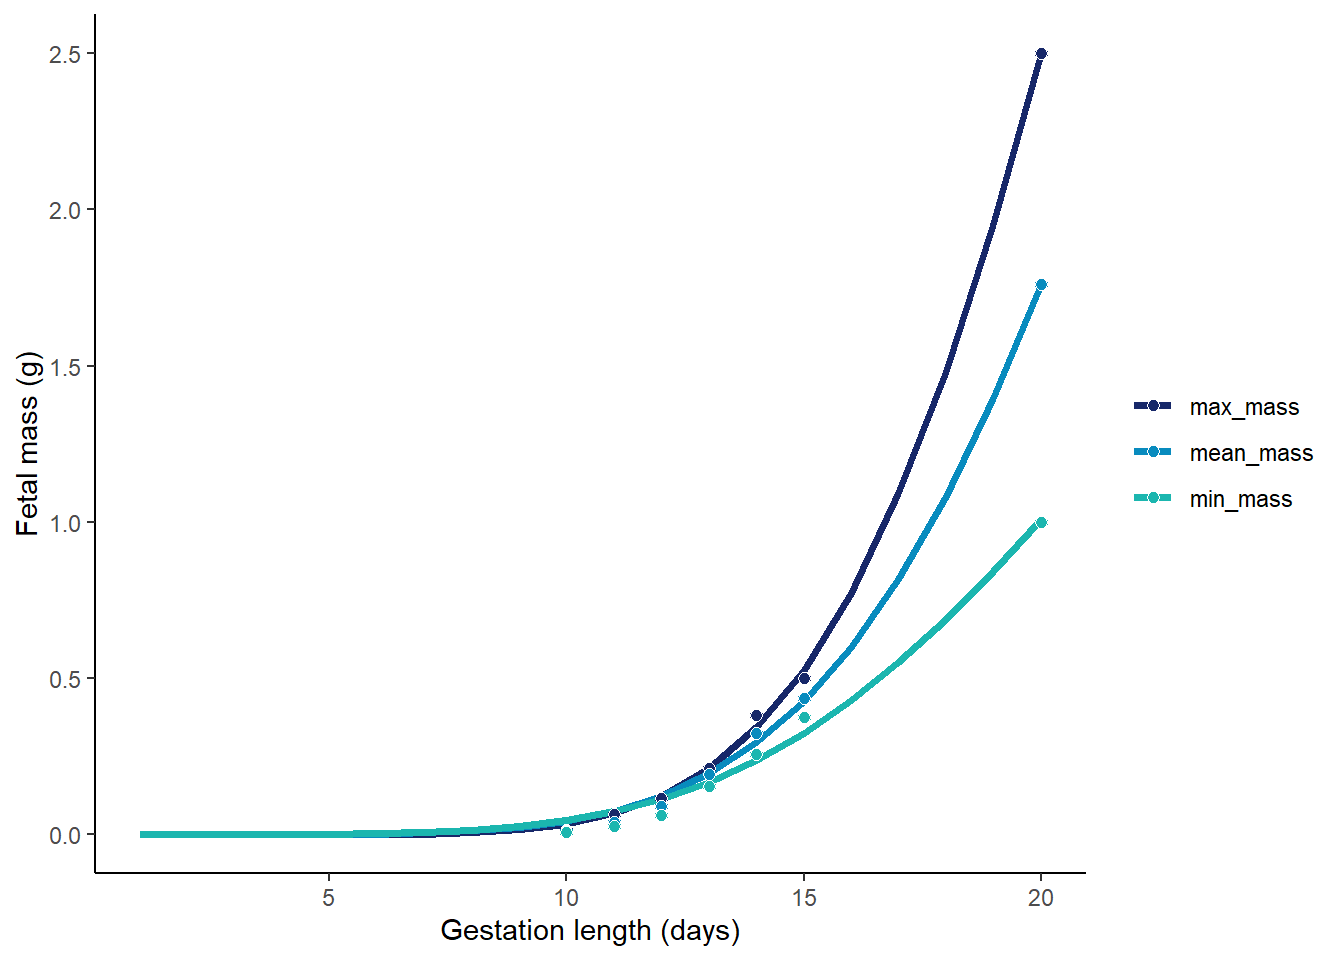 2.5
2.0
1.5
1.0
0.5
0.0
Fetal mass (g)
5 10 15 20
Gestation length (days)
max_mass
mean_mass
min_mass